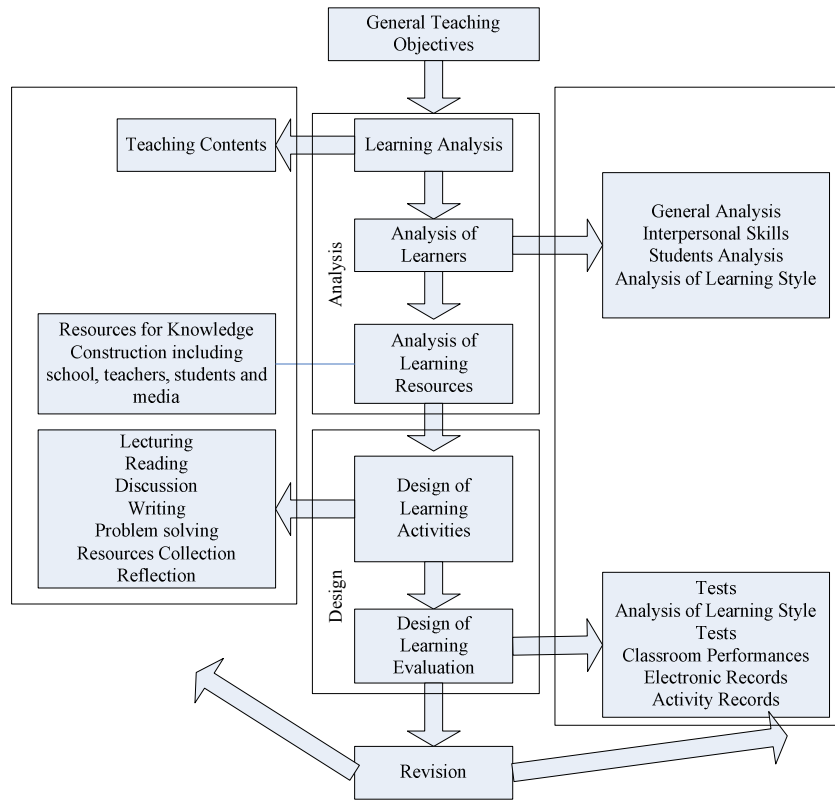 General Teaching
Objectives
Teaching Contents
Learning Analysis
Analysis of
Learners
General Analysis
Interpersonal Skills
Students Analysis
Analysis of Learning Style
Analysis
Resources for Knowledge
Construction including
school, teachers, students and
media
Analysis of
Learning
Resources
Lecturing
Reading
Discussion
Writing
Problem solving
Resources Collection
Reflection
Design of
Learning
Activities
Design
Design of
Learning
Evaluation
Tests
Analysis of Learning Style
Tests
Classroom Performances
Electronic Records
Activity Records
Revision